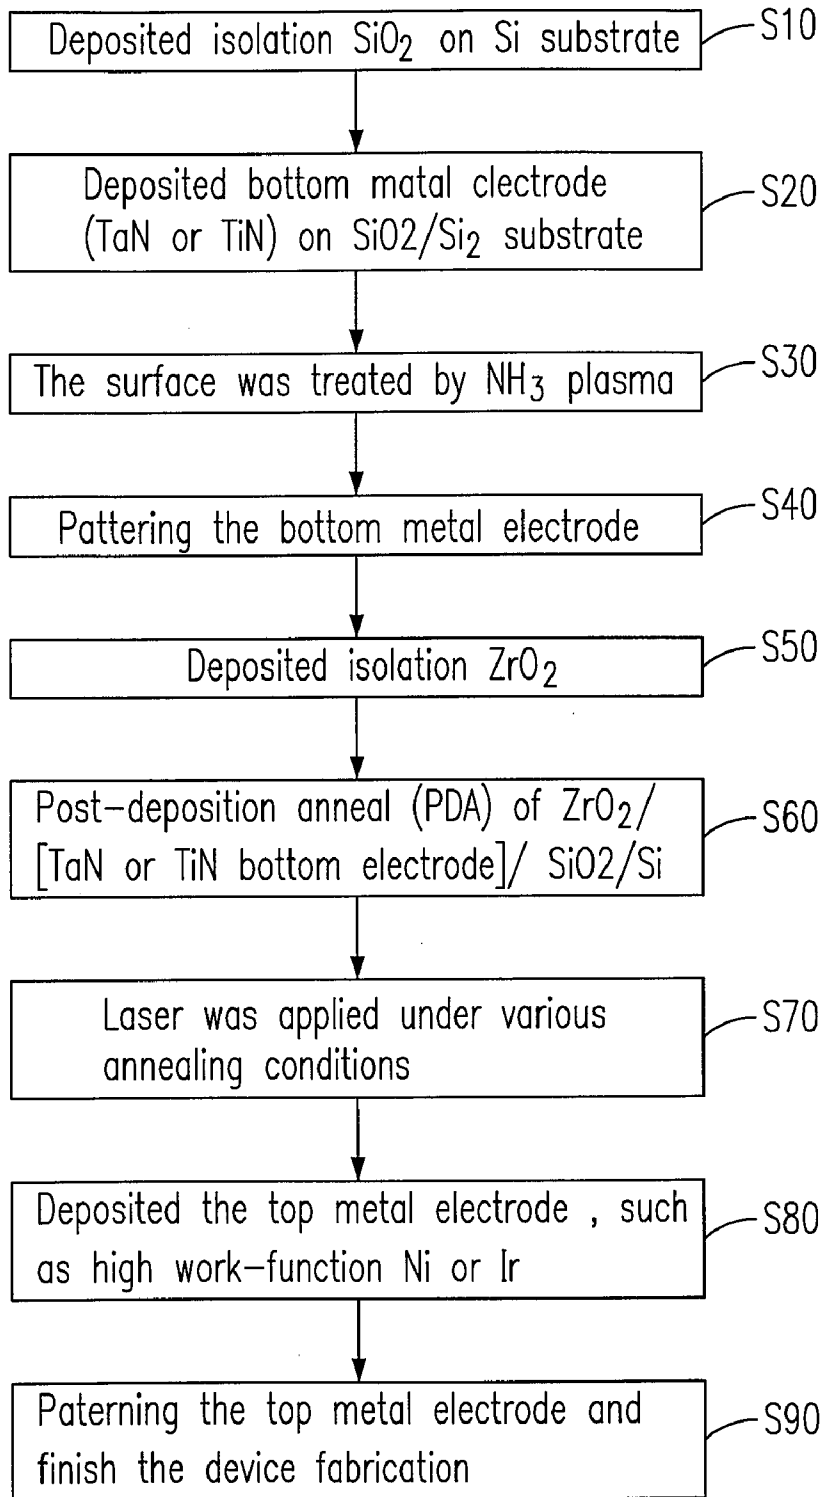 Deposited isolation SiO₂ on Si substrate
S10
Deposited bottom matal clectrode
(TaN or TiN) on SiO2/Si₂ substrate
S20
The surface was treated by NH₃ plasma
S30
Pattering the bottom metal electrode
S40
Deposited isolation ZrO₂
S50
Post-deposition anneal (PDA) of ZrO₂/
[TaN or TiN bottom electrode]/ SiO2/Si
S60
Laser was applied under various
annealing conditions
S70
Deposited the top metal electrode , such
as high work-function Ni or Ir
S80
Paterning the top metal electrode and
finish the device fabrication
S90